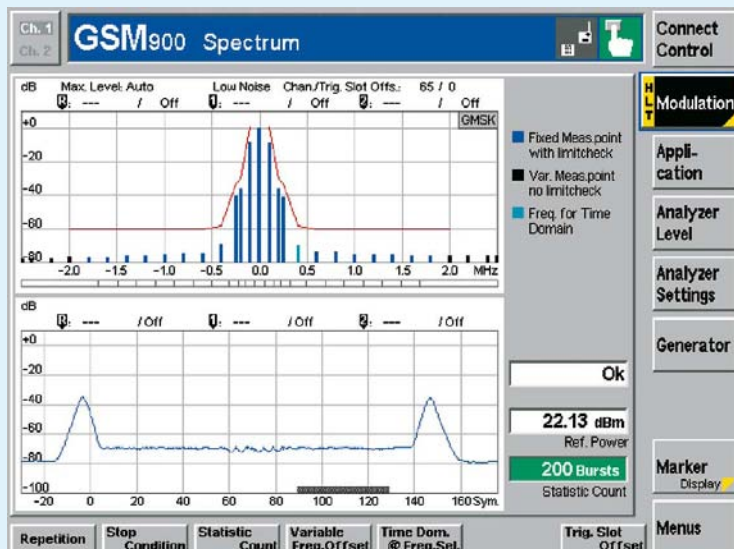 Ch. 1
Ch. 2
GSM900 Spectrum
Connect
Control
dB Max. Level: Auto Low Noise Chan./Trig. Slot Offs.: 65 / 0
R: --- / Off 1: --- / Off 2: --- / Off
GMSK
+0
-20
-40
-60
-80
-2.0 -1.5 -1.0 -0.5 0.0 0.5 1.0 1.5 2.0 MHz
Fixed Meas.point
with limitcheck
Var. Meas.point
no limitcheck
Freq. for Time
Domain
HLT
Modulation
Appli-
cation
Analyzer
Level
Analyzer
Settings
Generator
dB
R: --- / Off 1: --- / Off 2: --- / Off
+0
-20
-40
-60
-80
-100
-20 0 20 40 60 80 100 120 140 160 Sym.
Ok
22.13 dBm
Ref. Power
200 Bursts
Statistic Count
Marker
Display
Menus
Repetition
Stop
Condition
Statistic
Count
Variable
Freq.Offset
Time Dom.
@ Freq.Sel.
Trig. Slot
Offset